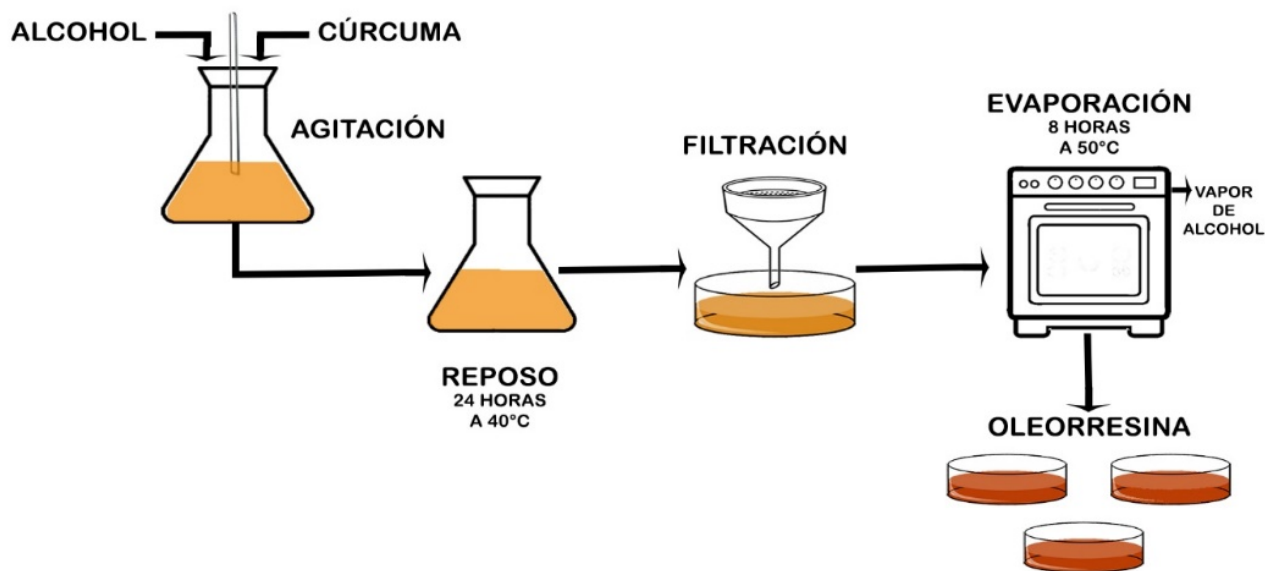 ALCOHOL
CÚRCUMA
AGITACIÓN
REPOSO
24 HORAS
A 40°C
FILTRACIÓN
EVAPORACIÓN
8 HORAS
A 50°C
VAPOR
DE
ALCOHOL
OLEORRESINA